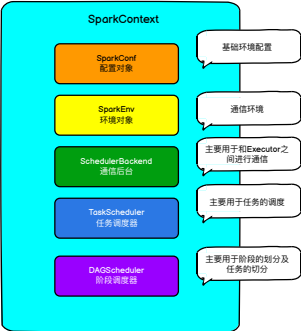 SparkContext
SparkConf
配置对象
基础环境配置
SparkEnv
环境对象
通信环境
SchedulerBackend
通信后台
主要用于和Executor之
间进行通信
TaskScheduler
任务调度器
主要用于任务的调度
DAGScheduler
阶段调度器
主要用于阶段的划分及
任务的切分